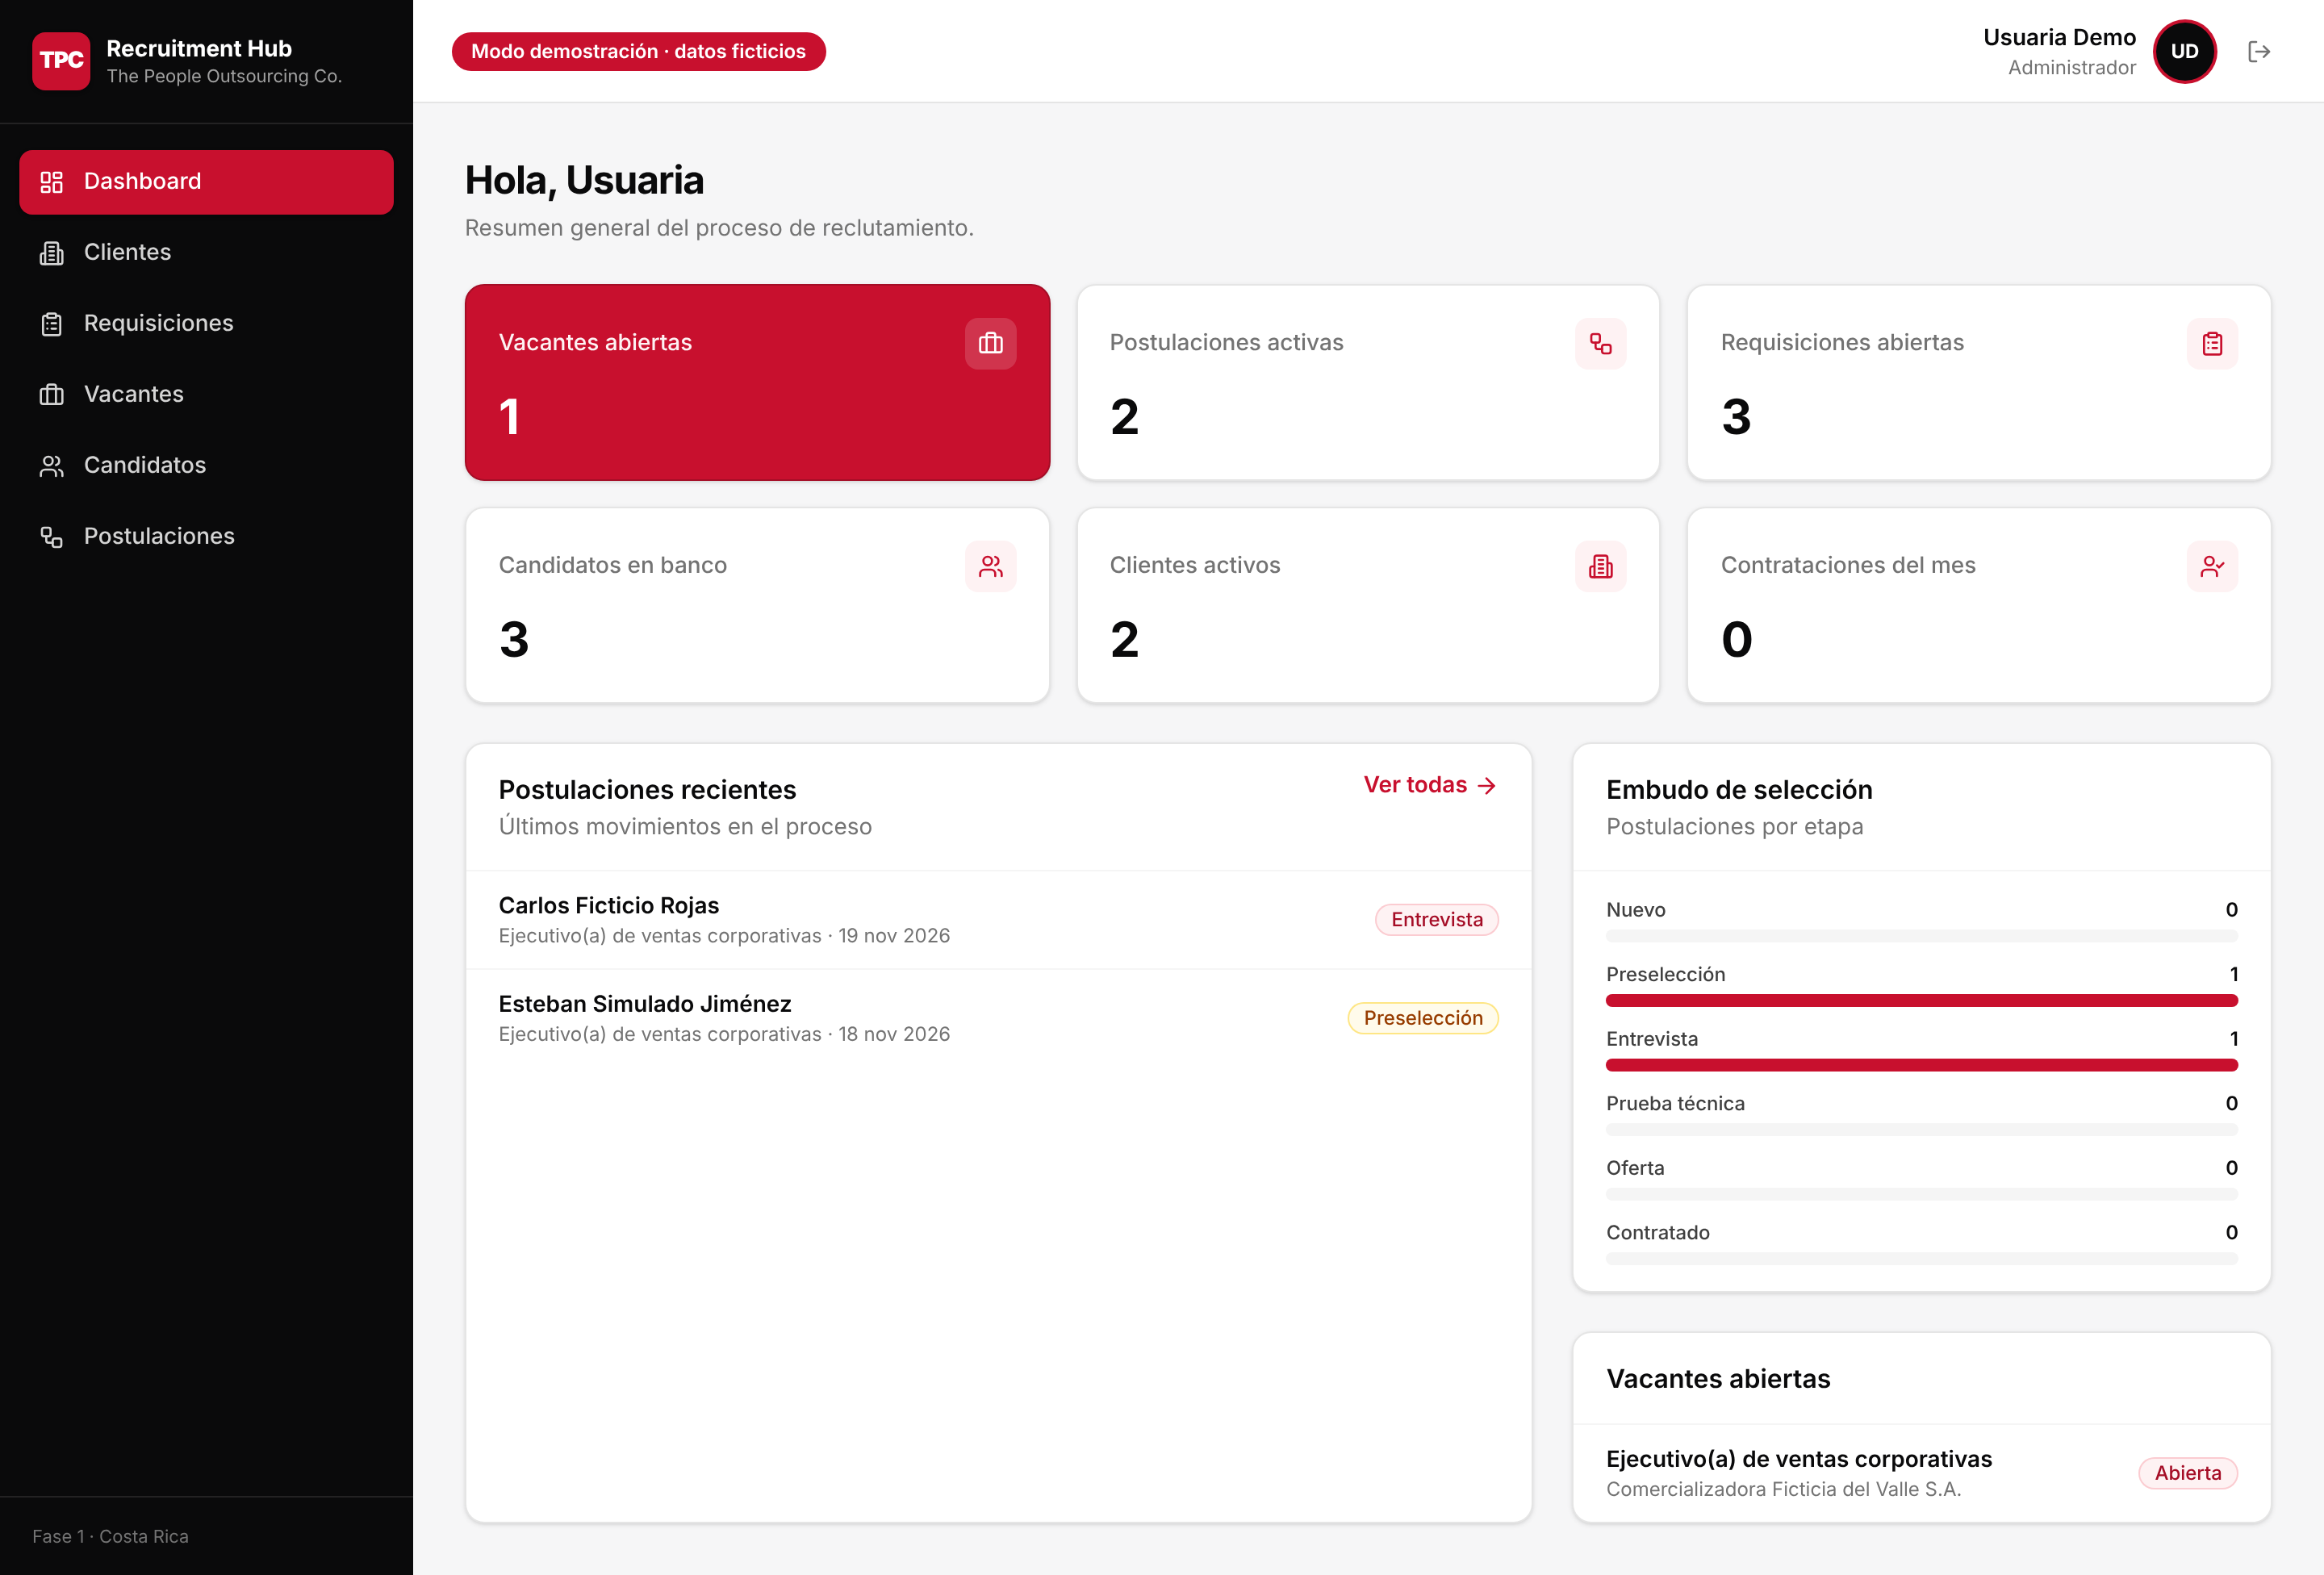 TPC
Recruitment Hub
The People Outsourcing Co.
Dashboard
Clientes
Requisiciones
Vacantes
Candidatos
Postulaciones
Fase 1 · Costa Rica
Modo demostración · datos ficticios
Usuaria Demo
Administrador
UD
Hola, Usuaria
Resumen general del proceso de reclutamiento.
Vacantes abiertas
1
Postulaciones activas
2
Requisiciones abiertas
3
Candidatos en banco
3
Clientes activos
2
Contrataciones del mes
0
Postulaciones recientes
Ver todas →
Últimos movimientos en el proceso
Carlos Ficticio Rojas
Ejecutivo(a) de ventas corporativas · 19 nov 2026
Entrevista
Esteban Simulado Jiménez
Ejecutivo(a) de ventas corporativas · 18 nov 2026
Preselección
Embudo de selección
Postulaciones por etapa
Nuevo 0
Preselección 1
Entrevista 1
Prueba técnica 0
Oferta 0
Contratado 0
Vacantes abiertas
Ejecutivo(a) de ventas corporativas
Comercializadora Ficticia del Valle S.A.
Abierta